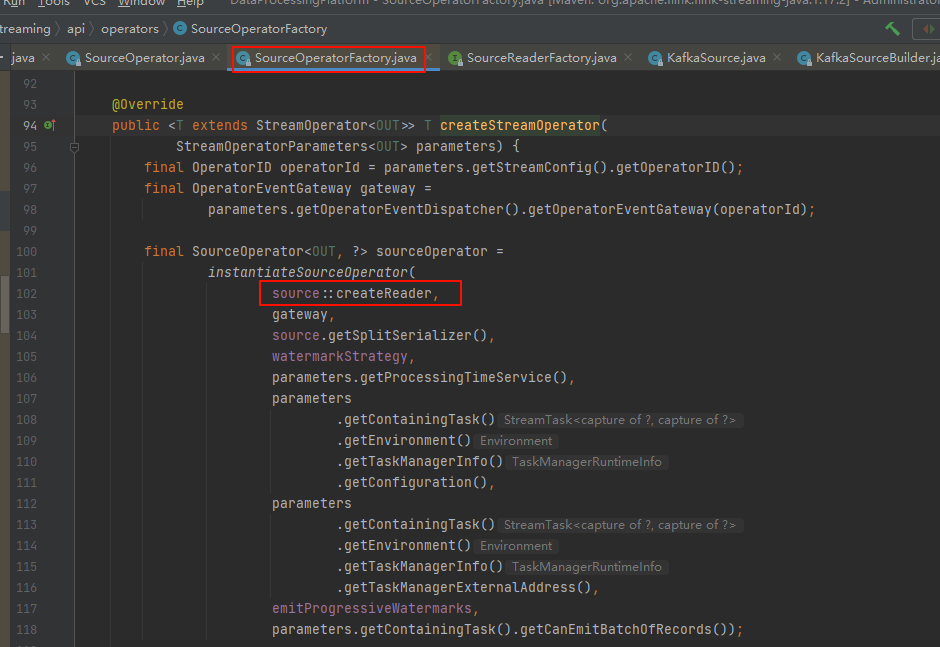 Run Tools VCS Window Help DataProcessingPlatform - SourceOperatorFactory.java [Maven: org.apache.flink:flink-streaming-java:1.17.2] - Administrator
treaming api operators SourceOperatorFactory
java SourceOperator.java SourceOperatorFactory.java SourceReaderFactory.java KafkaSource.java KafkaSourceBuilder.ja
92
93 @Override
94 public <T extends StreamOperator<OUT>> T createStreamOperator(
95 StreamOperatorParameters<OUT> parameters) {
96 final OperatorID operatorId = parameters.getStreamConfig().getOperatorID();
97 final OperatorEventGateway gateway =
98 parameters.getOperatorEventDispatcher().getOperatorEventGateway(operatorId);
99
100 final SourceOperator<OUT, ?> sourceOperator =
101 instantiateSourceOperator(
102 source::createReader,
103 gateway,
104 source.getSplitSerializer(),
105 watermarkStrategy,
106 parameters.getProcessingTimeService(),
107 parameters
108 .getContainingTask() StreamTask<capture of ?, capture of ?>
109 .getEnvironment() Environment
110 .getTaskManagerInfo() TaskManagerRuntimeInfo
111 .getConfiguration(),
112 parameters
113 .getContainingTask() StreamTask<capture of ?, capture of ?>
114 .getEnvironment() Environment
115 .getTaskManagerInfo() TaskManagerRuntimeInfo
116 .getTaskManagerExternalAddress(),
117 emitProgressiveWatermarks,
118 parameters.getContainingTask().getCanEmitBatchOfRecords());